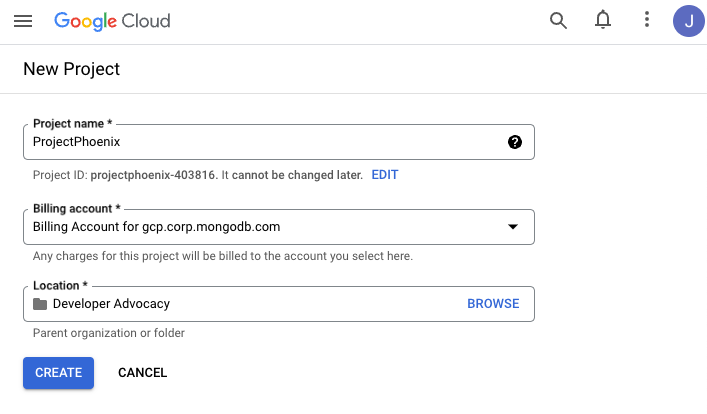 Google Cloud
J
New Project
Project name *
ProjectPhoenix
?
Project ID: projectphoenix-403816. It cannot be changed later. EDIT
Billing account *
Billing Account for gcp.corp.mongodb.com
Any charges for this project will be billed to the account you select here.
Location *
Developer Advocacy BROWSE
Parent organization or folder
CREATE CANCEL